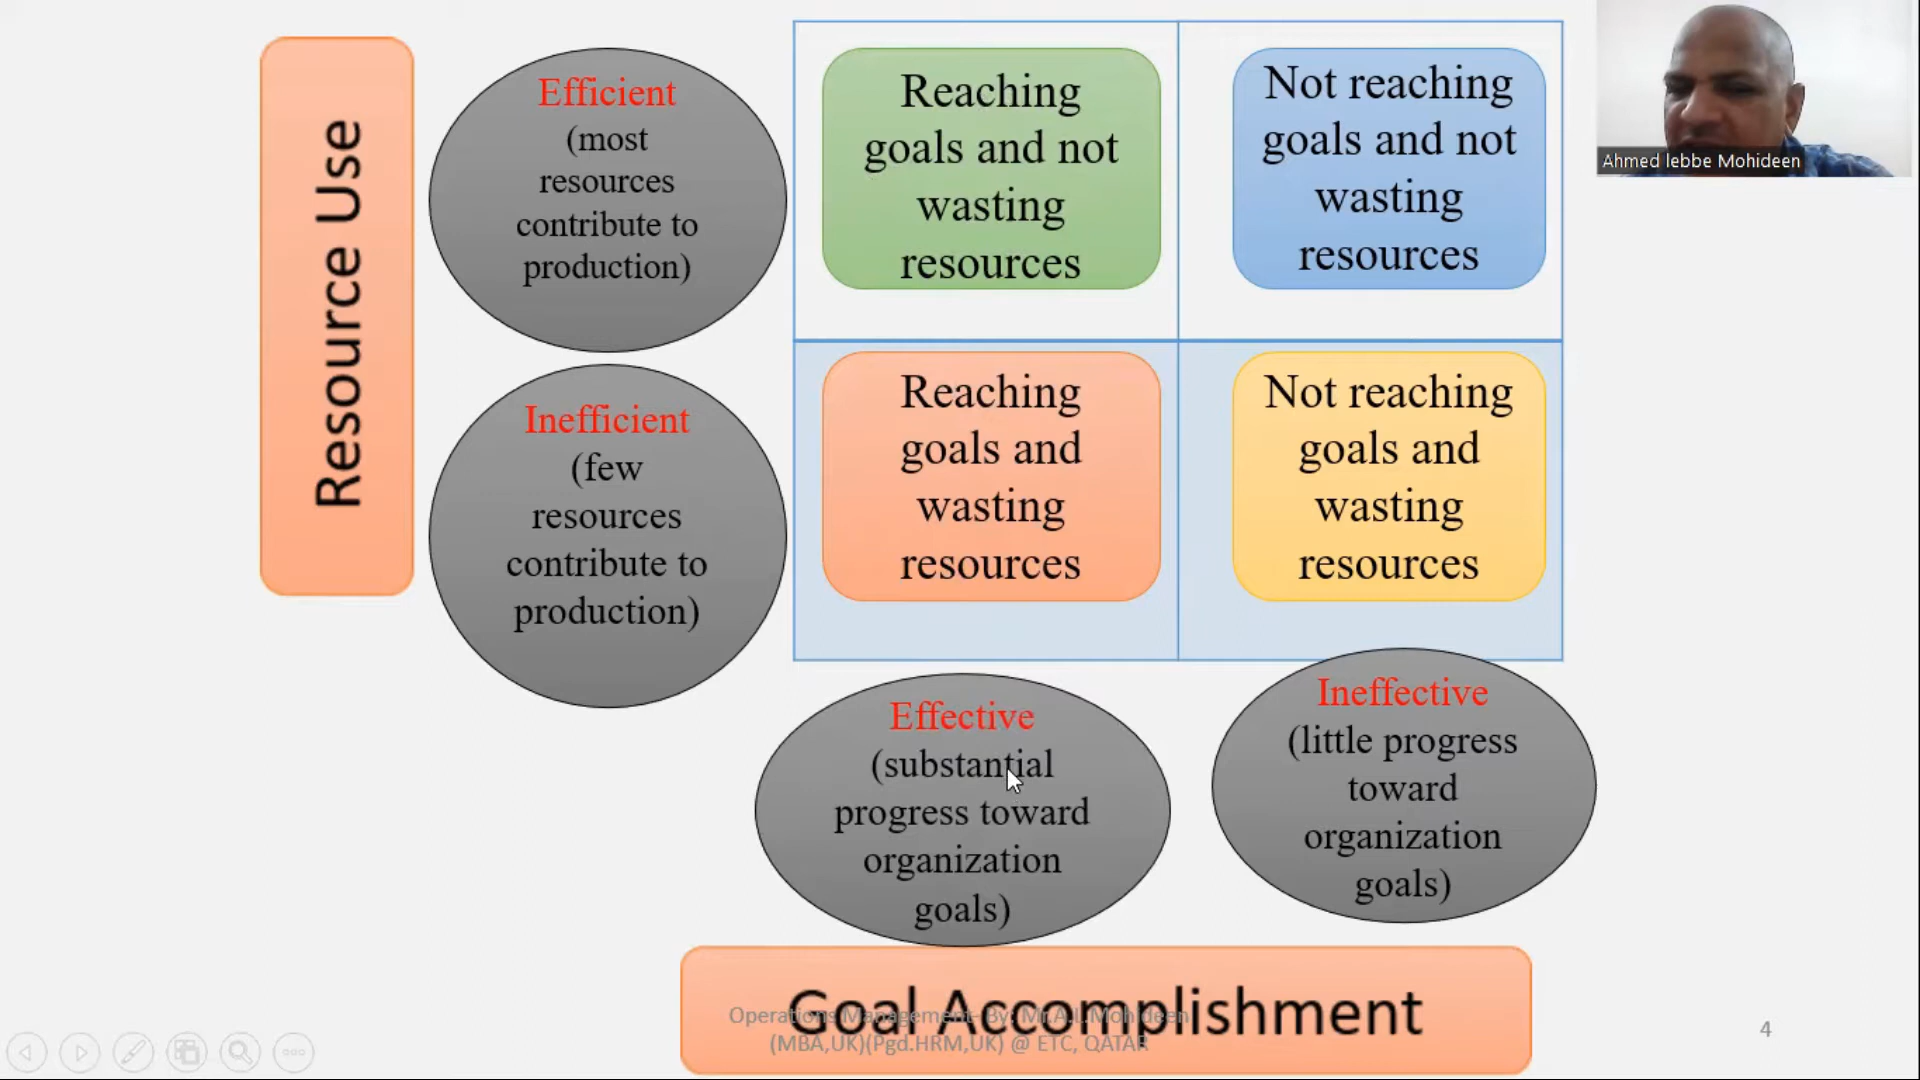 Resource Use
Efficient
(most
resources
contribute to
production)
Reaching
goals and not
wasting
resources
Not reaching
goals and not
wasting
resources
Ahmed lebbe Mohideen
Inefficient
(few
resources
contribute to
production)
Reaching
goals and
wasting
resources
Not reaching
goals and
wasting
resources
Effective
(substantial
progress toward
organization
goals)
Ineffective
(little progress
toward
organization
goals)
Goal Accomplishment
Operations Management- By: Mr.A.L.Mohideen
(MBA,UK)(Pgd.HRM,UK) @ ETC, QATAR
4